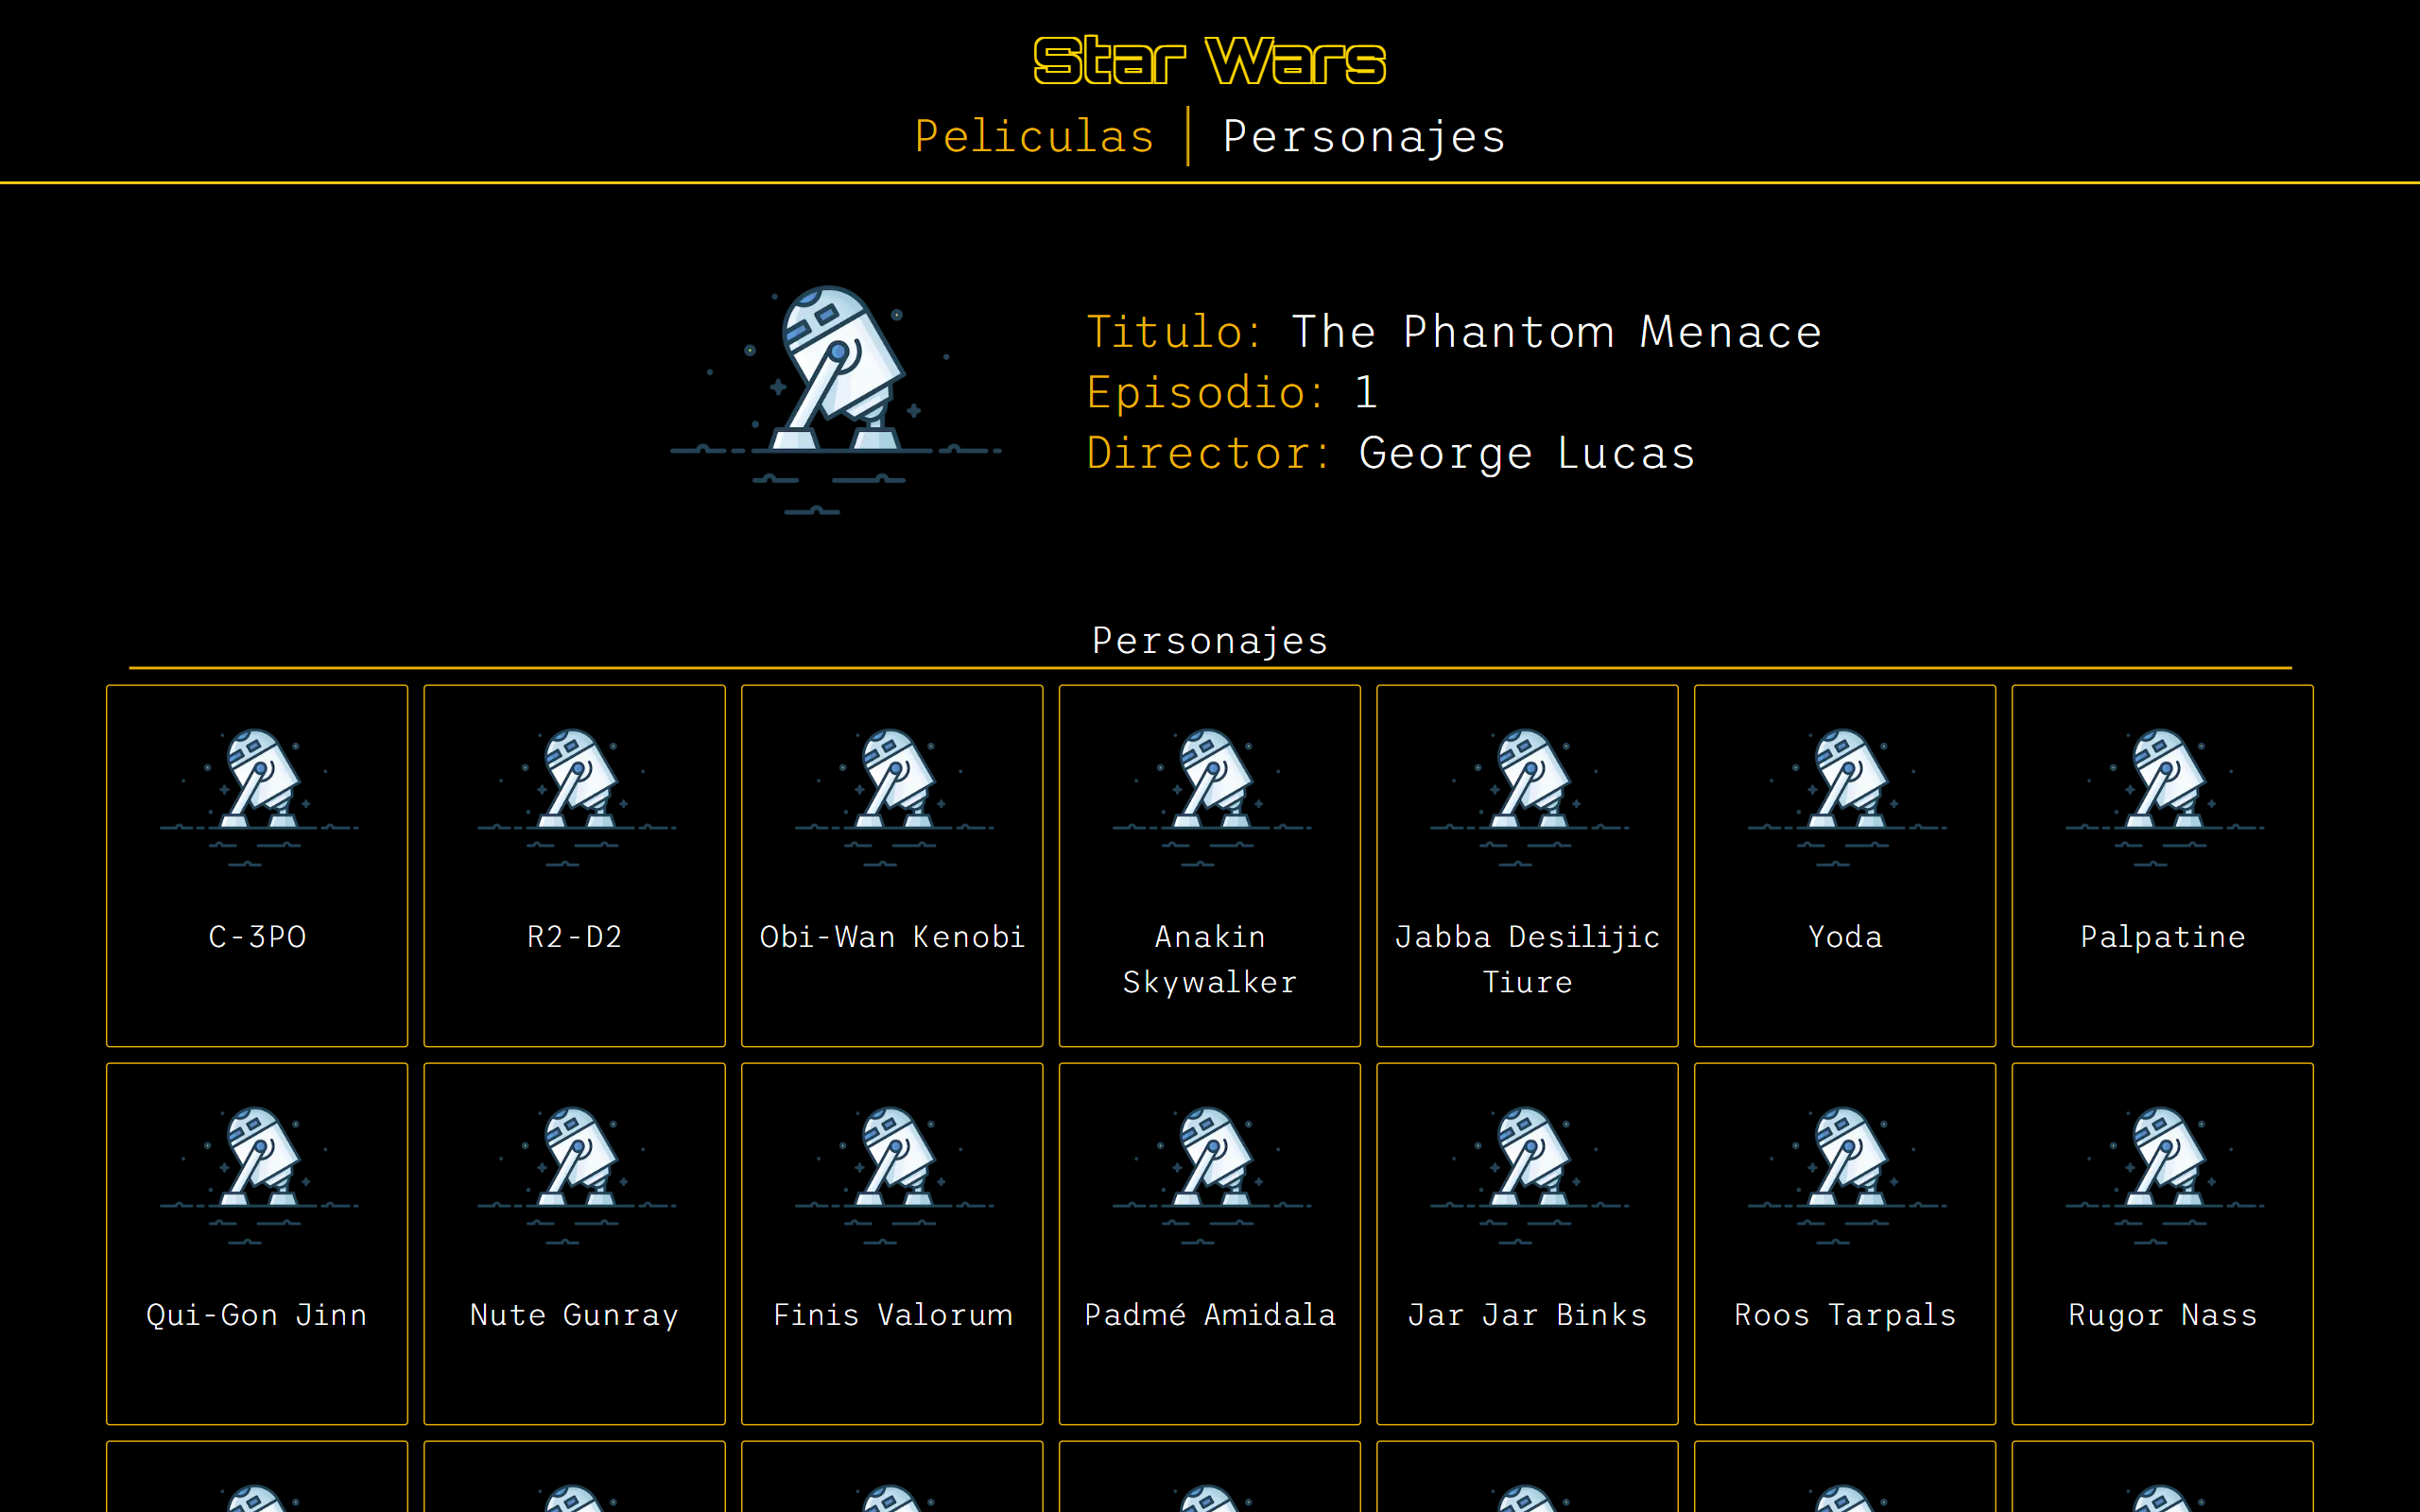 Star Wars
Peliculas Personajes
Titulo: The Phantom Menace
Episodio: 1
Director: George Lucas
Personajes
C-3PO
R2-D2
Obi-Wan Kenobi
Anakin
Skywalker
Jabba Desilijic
Tiure
Yoda
Palpatine
Qui-Gon Jinn
Nute Gunray
Finis Valorum
Padmé Amidala
Jar Jar Binks
Roos Tarpals
Rugor Nass